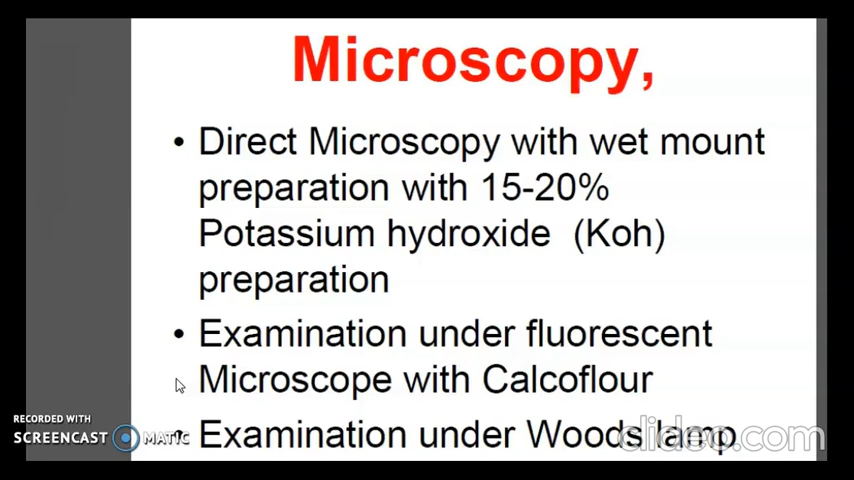 Microscopy,
• Direct Microscopy with wet mount
preparation with 15-20%
Potassium hydroxide (Koh)
preparation
• Examination under fluorescent
Microscope with Calcoflour
• Examination under Woods lamp
RECORDED WITH
SCREENCAST MATIC
clideo.com